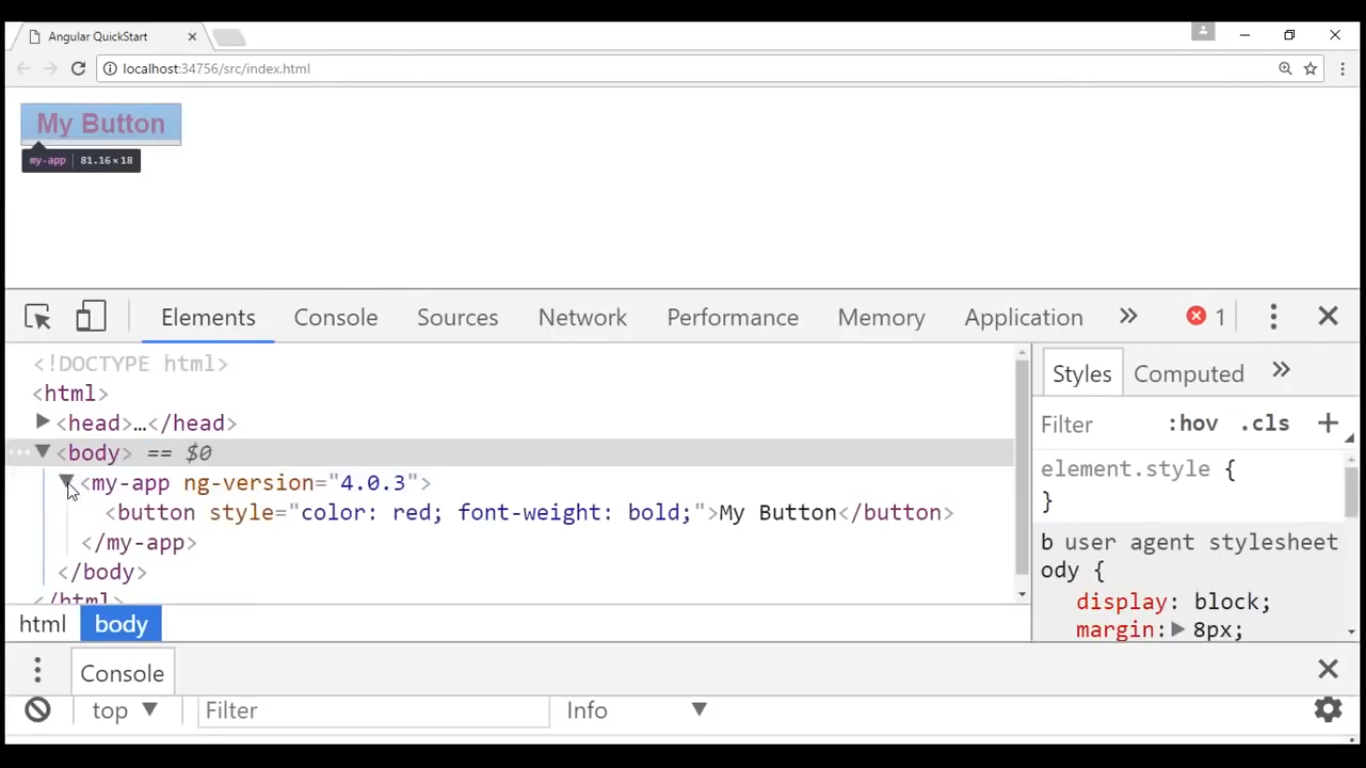 Angular QuickStart
localhost:34756/src/index.html
My Button
my-app 81.16×18
Elements Console Sources Network Performance Memory Application 1
<!DOCTYPE html>
<html>
<head>…</head>
<body> == $0
<my-app ng-version="4.0.3">
<button style="color: red; font-weight: bold;">My Button</button>
</my-app>
</body>
</html>
html body
Styles Computed
Filter :hov .cls +
element.style {
}
b user agent stylesheet
ody {
display: block;
margin: 8px;
Console
top Filter Info